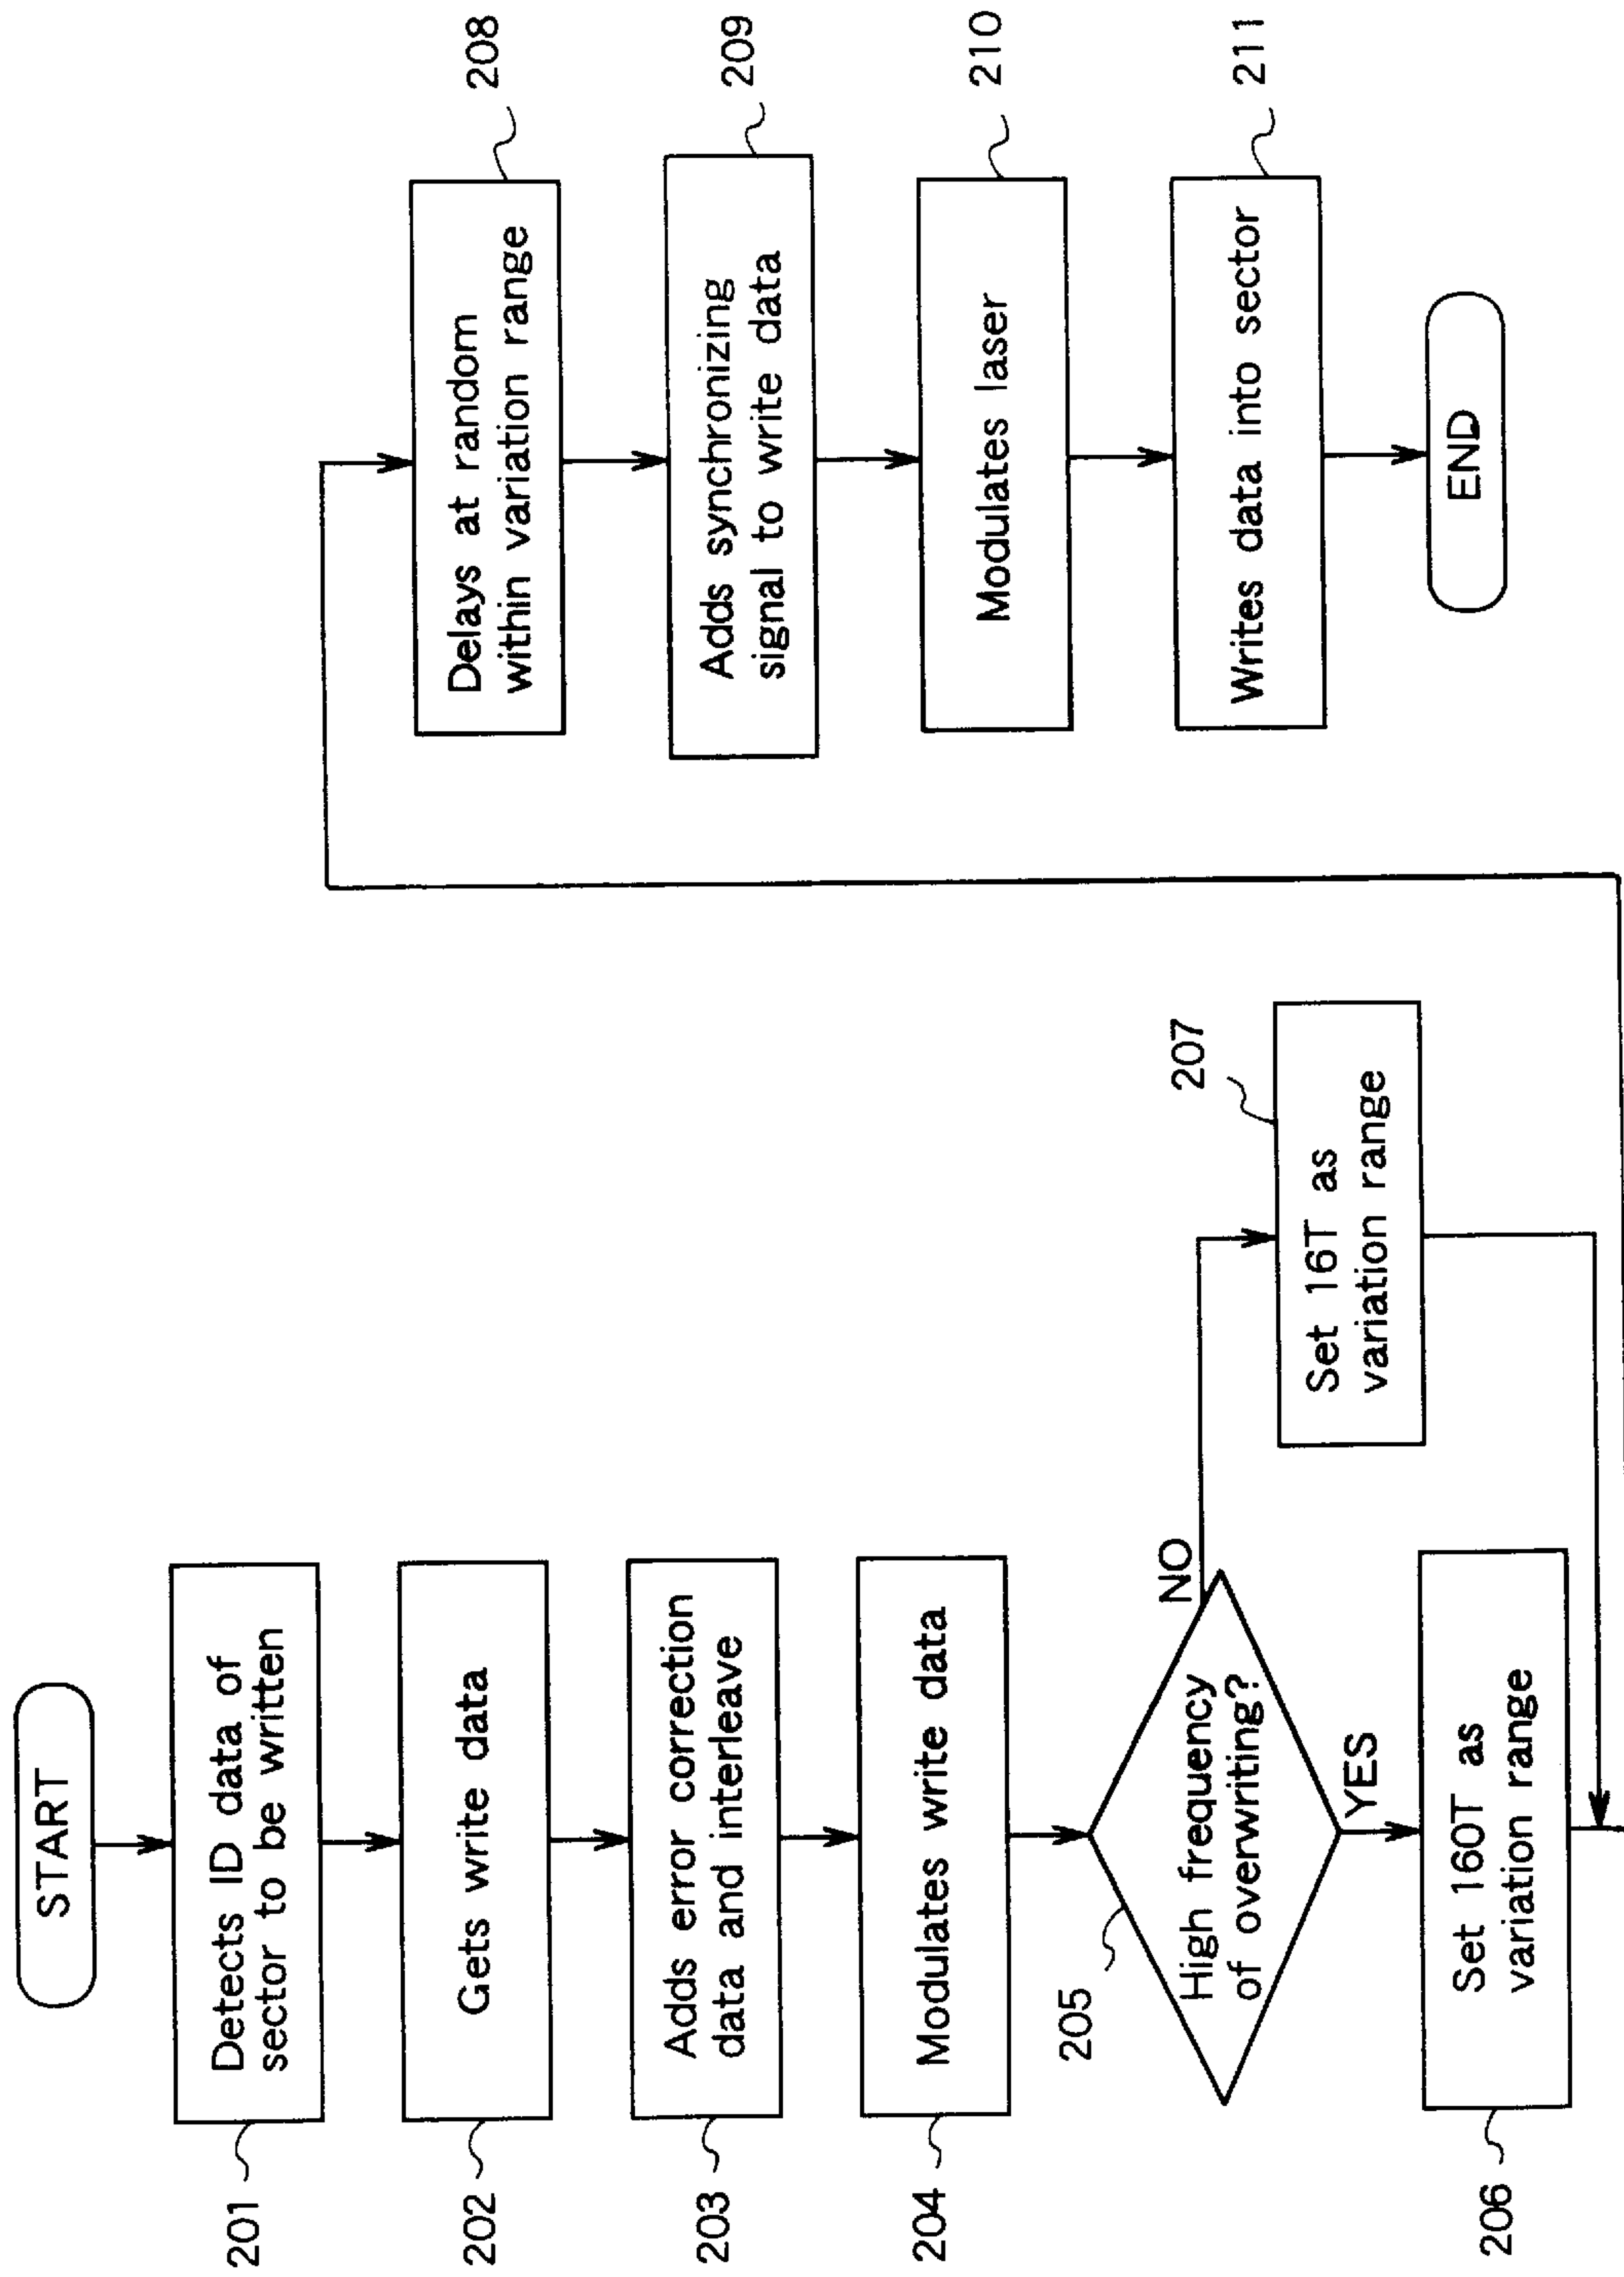 START
201
Detects ID data of
sector to be written
202
Gets write data
203
Adds error correction
data and interleave
204
Modulates write data
205
High frequency
of overwriting?
NO
YES
206
Set 160T as
variation range
207
Set 16T as
variation range
208
Delays at random
within variation range
209
Adds synchronizing
signal to write data
210
Modulates laser
211
Writes data into sector
END